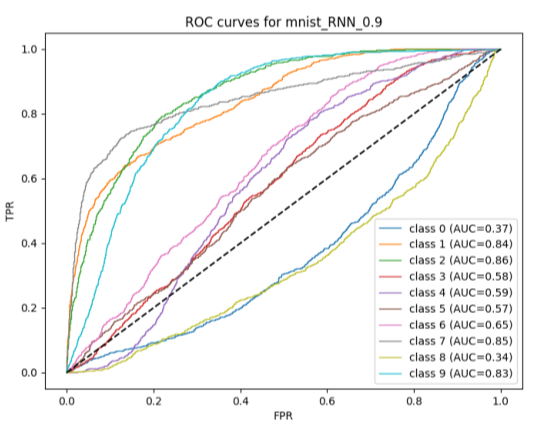 ROC curves for mnist_RNN_0.9
1.0
0.8
0.6
0.4
0.2
0.0
TPR
0.0 0.2 0.4 0.6 0.8 1.0
FPR
class 0 (AUC=0.37)
class 1 (AUC=0.84)
class 2 (AUC=0.86)
class 3 (AUC=0.58)
class 4 (AUC=0.59)
class 5 (AUC=0.57)
class 6 (AUC=0.65)
class 7 (AUC=0.85)
class 8 (AUC=0.34)
class 9 (AUC=0.83)